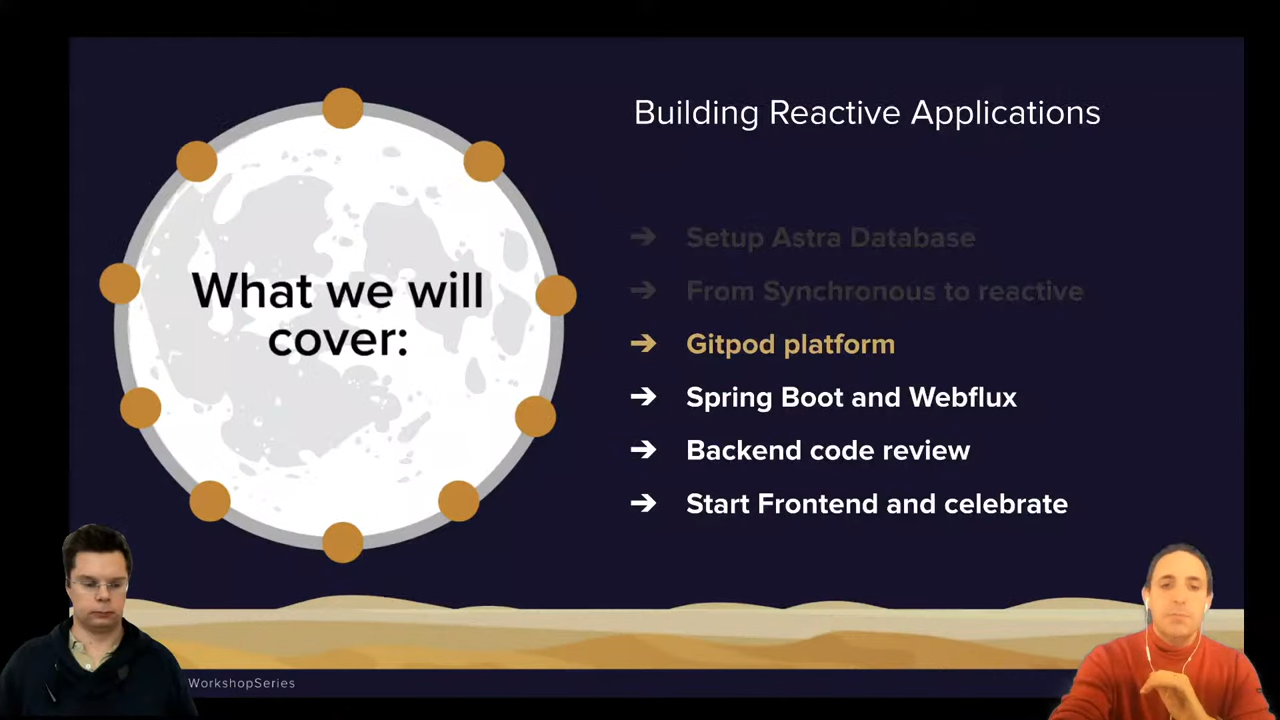 Building Reactive Applications
What we will
cover:
➔ Setup Astra Database
➔ From Synchronous to reactive
➔ Gitpod platform
➔ Spring Boot and Webflux
➔ Backend code review
➔ Start Frontend and celebrate
WorkshopSeries